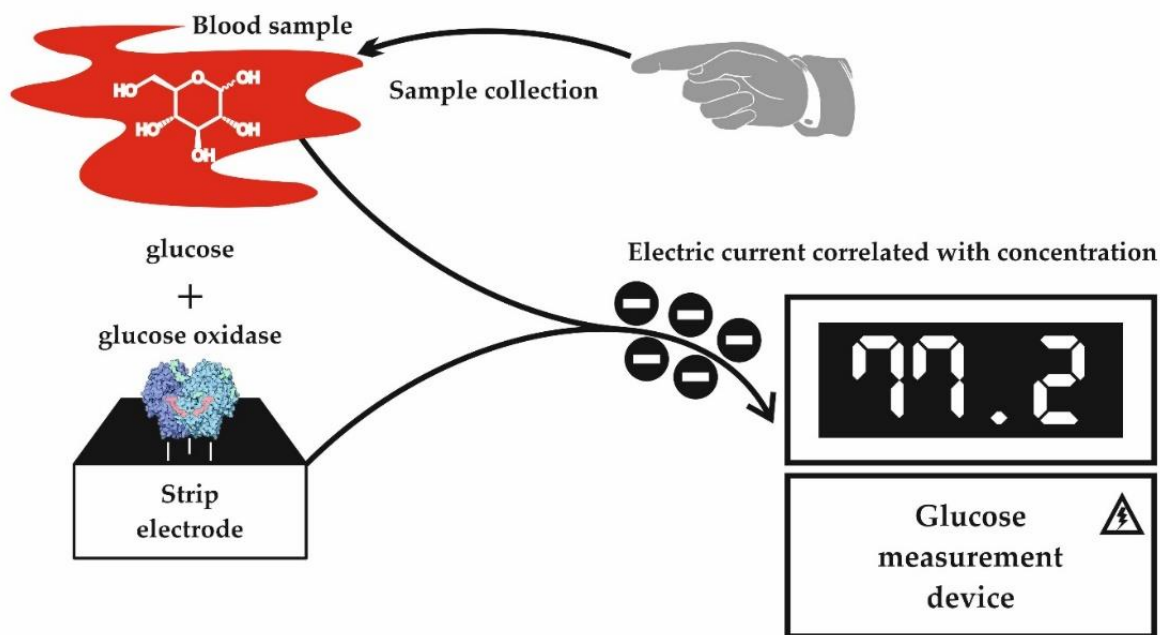 Blood sample
Sample collection
HO
O
OH
HO
OH
OH
glucose
+
glucose oxidase
Electric current correlated with concentration
77.2
Strip
electrode
Glucose
measurement
device